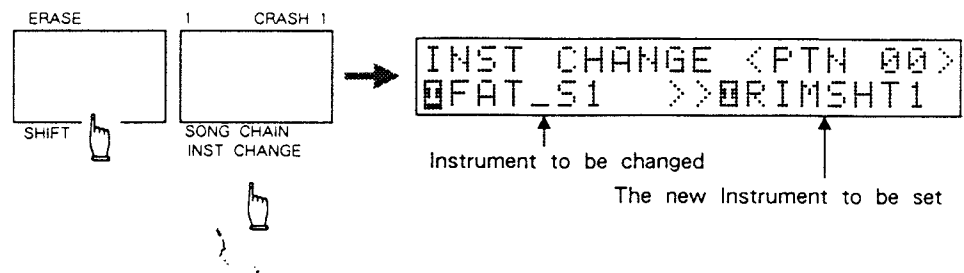 ERASE
1 CRASH 1
SHIFT
SONG CHAIN
INST CHANGE
INST CHANGE <PTN 00>
FAT_S1 >> RIMSHT1
Instrument to be changed
The new Instrument to be set